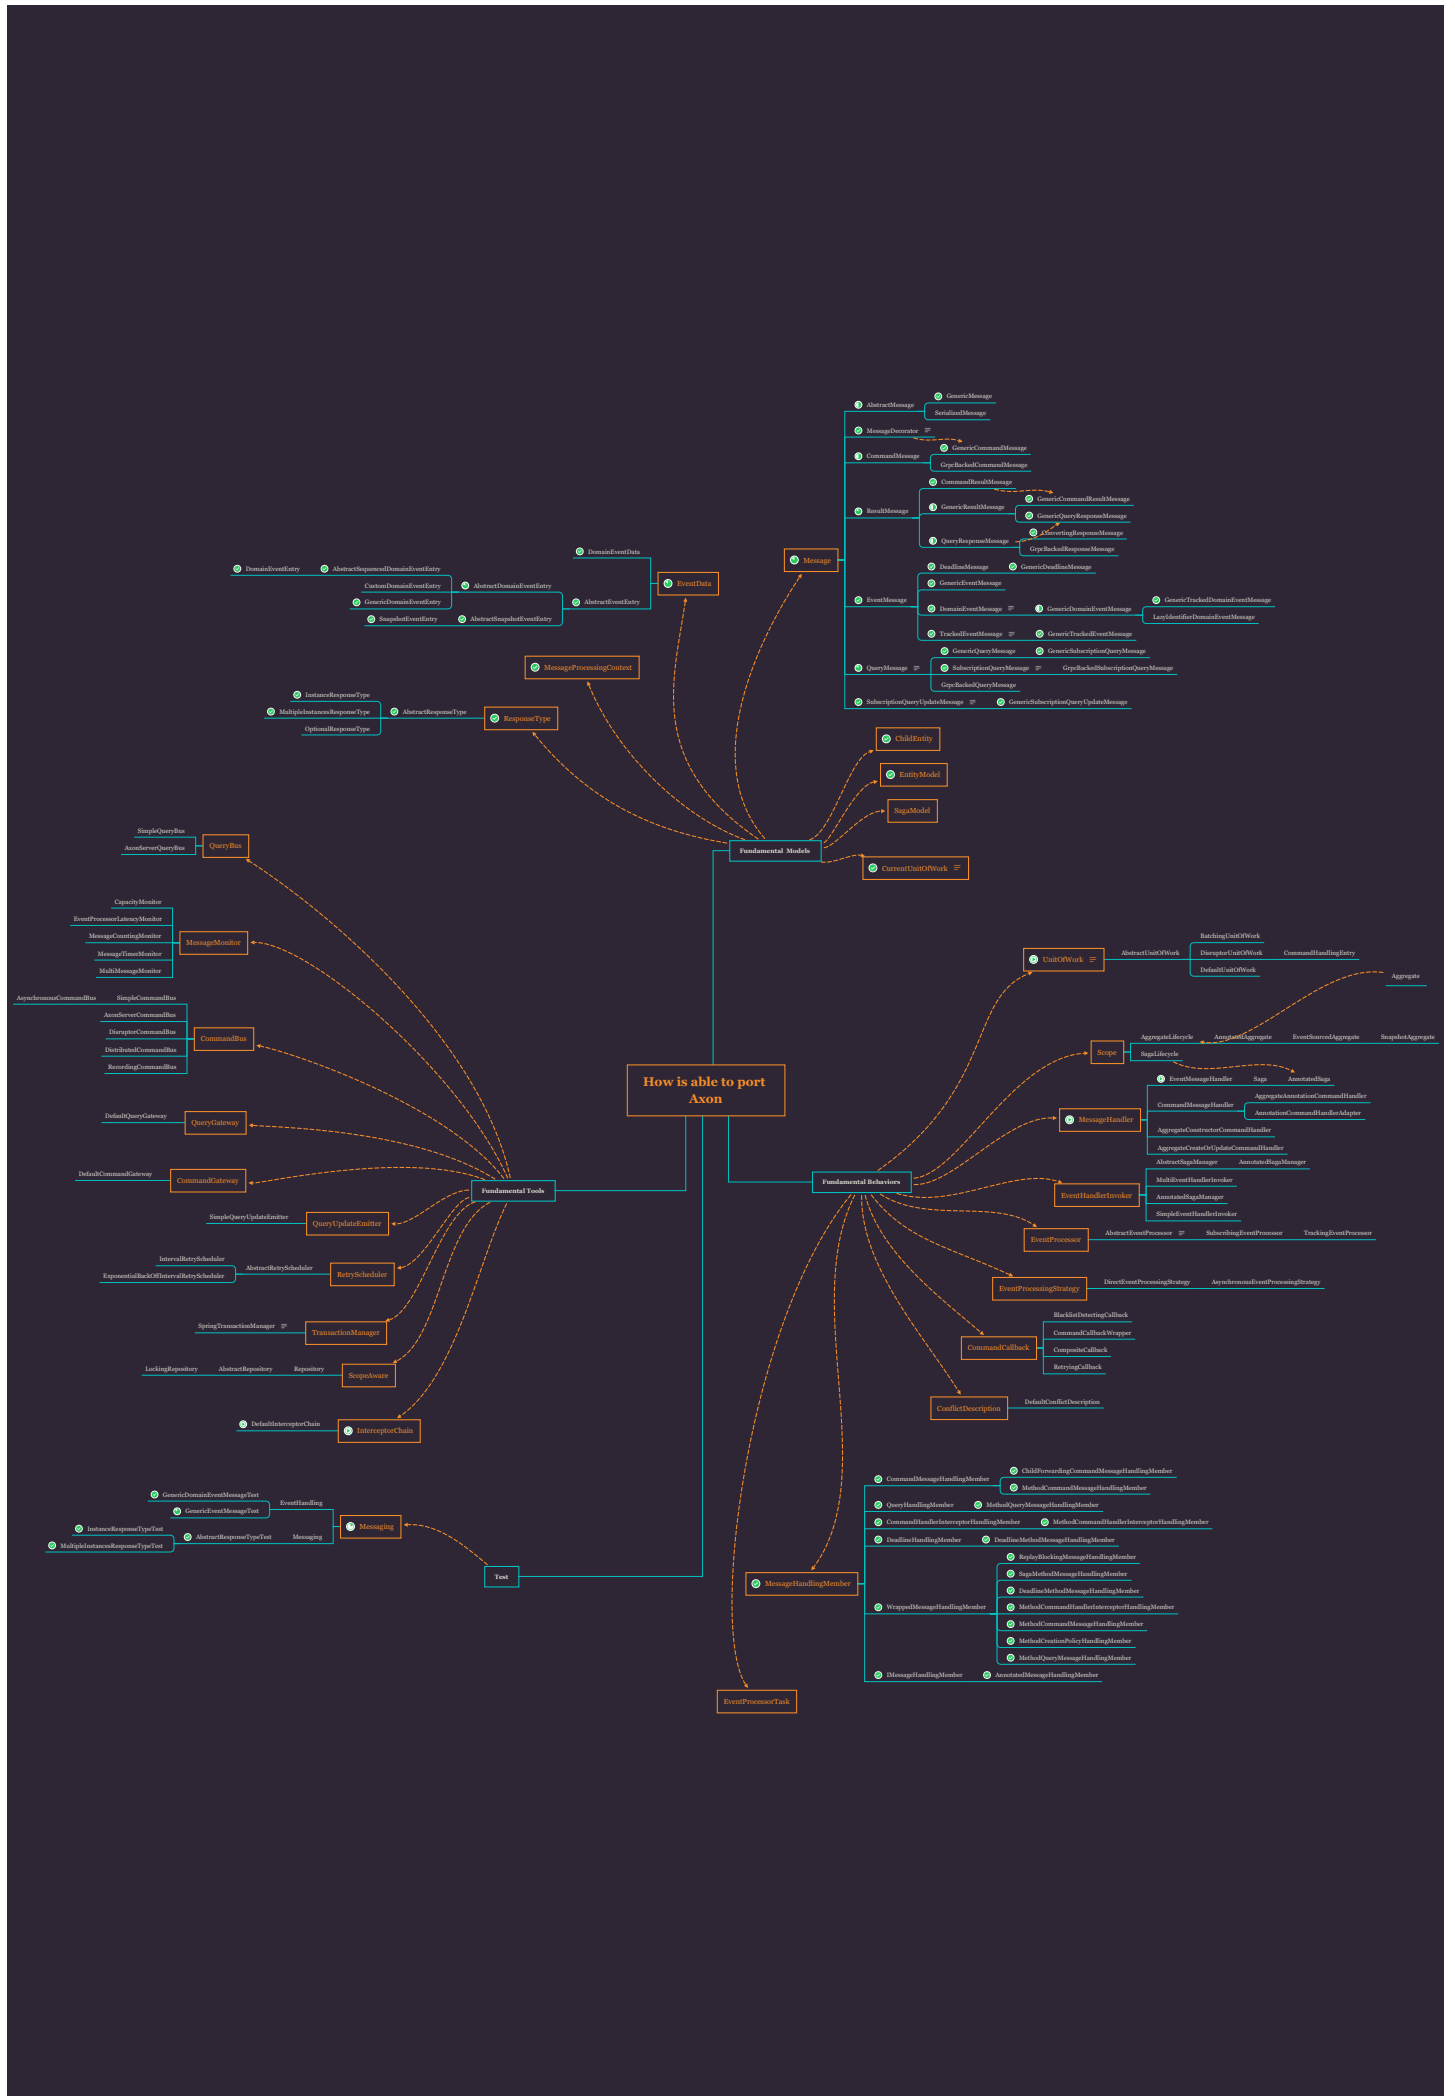 GenericMessage
AbstractMessage
SerializedMessage
MessageDecorator
GenericCommandMessage
CommandMessage
GrpcBackedCommandMessage
CommandResultMessage
GenericCommandResultMessage
GenericResultMessage
ResultMessage
GenericQueryResponseMessage
ConvertingResponseMessage
QueryResponseMessage
GrpcBackedResponseMessage
Message
DeadlineMessage
GenericDeadlineMessage
GenericEventMessage
EventMessage
GenericTrackedDomainEventMessage
DomainEventMessage
GenericDomainEventMessage
LazyIdentifierDomainEventMessage
TrackedEventMessage
GenericTrackedEventMessage
GenericQueryMessage
GenericSubscriptionQueryMessage
QueryMessage
SubscriptionQueryMessage
GrpcBackedSubscriptionQueryMessage
GrpcBackedQueryMessage
SubscriptionQueryUpdateMessage
GenericSubscriptionQueryUpdateMessage
DomainEventData
EventData
DomainEventEntry
AbstractSequencedDomainEventEntry
CustomDomainEventEntry
AbstractDomainEventEntry
GenericDomainEventEntry
AbstractEventEntry
SnapshotEventEntry
AbstractSnapshotEventEntry
MessageProcessingContext
InstanceResponseType
MultipleInstancesResponseType
AbstractResponseType
ResponseType
OptionalResponseType
ChildEntity
EntityModel
SagaModel
Fundamental Models
CurrentUnitOfWork
SimpleQueryBus
QueryBus
AxonServerQueryBus
CapacityMonitor
EventProcessorLatencyMonitor
MessageCountingMonitor
MessageMonitor
MessageTimerMonitor
MultiMessageMonitor
AsynchronousCommandBus
SimpleCommandBus
AxonServerCommandBus
DisruptorCommandBus
CommandBus
DistributedCommandBus
RecordingCommandBus
DefaultQueryGateway
QueryGateway
DefaultCommandGateway
CommandGateway
Fundamental Tools
SimpleQueryUpdateEmitter
QueryUpdateEmitter
IntervalRetryScheduler
AbstractRetryScheduler
RetryScheduler
ExponentialBackOffIntervalRetryScheduler
SpringTransactionManager
TransactionManager
LockingRepository
AbstractRepository
Repository
ScopeAware
DefaultInterceptorChain
InterceptorChain
How is able to port
Axon
BatchingUnitOfWork
UnitOfWork
AbstractUnitOfWork
DisruptorUnitOfWork
CommandHandlingEntry
DefaultUnitOfWork
Aggregate
AggregateLifecycle
AnnotatedAggregate
EventSourcedAggregate
SnapshotAggregate
Scope
SagaLifecycle
EventMessageHandler
Saga
AnnotatedSaga
AggregateAnnotationCommandHandler
CommandMessageHandler
AnnotationCommandHandlerAdapter
MessageHandler
AggregateConstructorCommandHandler
AggregateCreateOrUpdateCommandHandler
AbstractSagaManager
AnnotatedSagaManager
Fundamental Behaviors
MultiEventHandlerInvoker
EventHandlerInvoker
AnnotatedSagaManager
SimpleEventHandlerInvoker
EventProcessor
AbstractEventProcessor
SubscribingEventProcessor
TrackingEventProcessor
EventProcessingStrategy
DirectEventProcessingStrategy
AsynchronousEventProcessingStrategy
BlacklistDetectingCallback
CommandCallbackWrapper
CommandCallback
CompositeCallback
RetryingCallback
ConflictDescription
DefaultConflictDescription
GenericDomainEventMessageTest
EventHandling
GenericEventMessageTest
Messaging
InstanceResponseTypeTest
AbstractResponseTypeTest
Messaging
MultipleInstancesResponseTypeTest
Test
ChildForwardingCommandMessageHandlingMember
CommandMessageHandlingMember
MethodCommandMessageHandlingMember
QueryHandlingMember
MethodQueryMessageHandlingMember
CommandHandlerInterceptorHandlingMember
MethodCommandHandlerInterceptorHandlingMember
DeadlineHandlingMember
DeadlineMethodMessageHandlingMember
ReplayBlockingMessageHandlingMember
SagaMethodMessageHandlingMember
MessageHandlingMember
DeadlineMethodMessageHandlingMember
WrappedMessageHandlingMember
MethodCommandHandlerInterceptorHandlingMember
MethodCommandMessageHandlingMember
MethodCreationPolicyHandlingMember
MethodQueryMessageHandlingMember
IMessageHandlingMember
AnnotatedMessageHandlingMember
EventProcessorTask